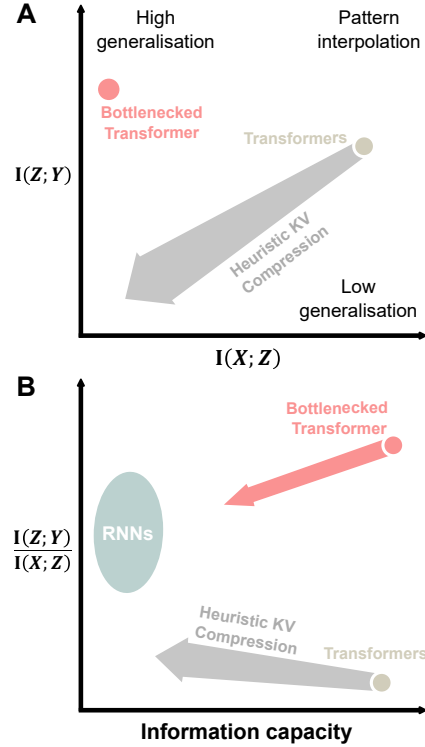 A
High
generalisation
Pattern
interpolation
Bottlenecked
Transformer
Transformers
I(Z;Y)
Heuristic KV
Compression
Low
generalisation
I(X;Z)
B
Bottlenecked
Transformer
RNNs
I(Z;Y)
I(X;Z)
Heuristic KV
Compression
Transformers
Information capacity